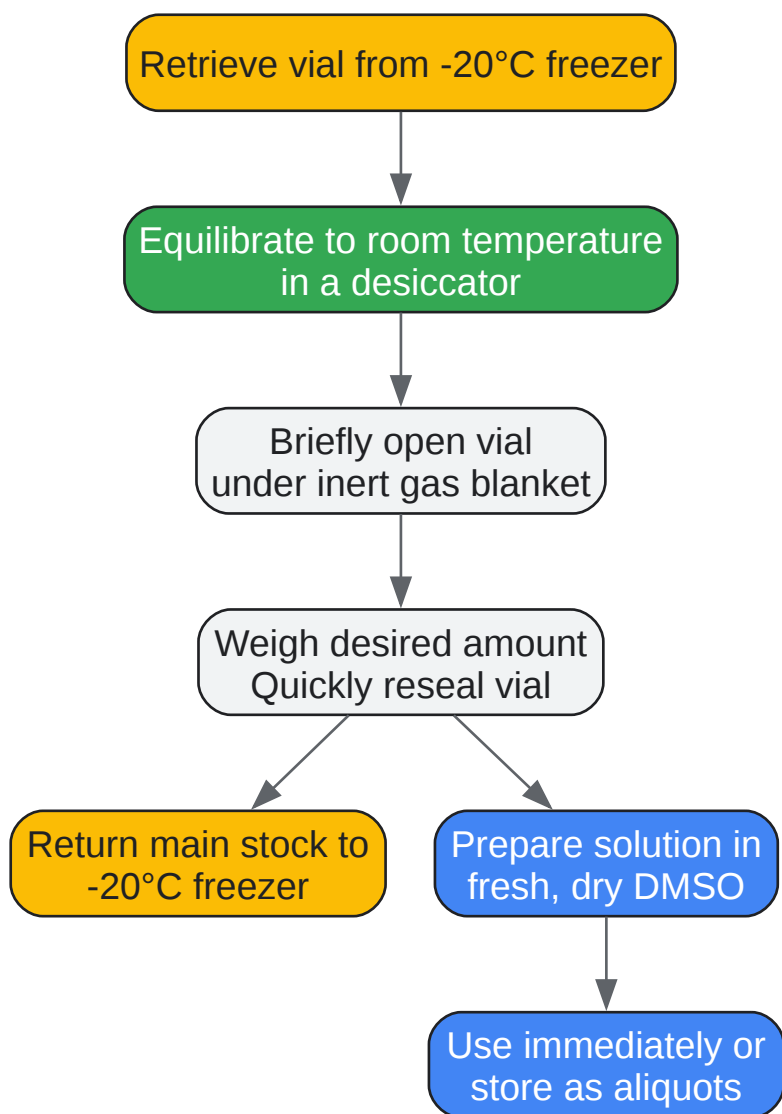 Retrieve vial from -20°C freezer
Equilibrate to room temperature
in a desiccator
Briefly open vial
under inert gas blanket
Weigh desired amount
Quickly reseal vial
Return main stock to
-20°C freezer
Prepare solution in
fresh, dry DMSO
Use immediately or
store as aliquots